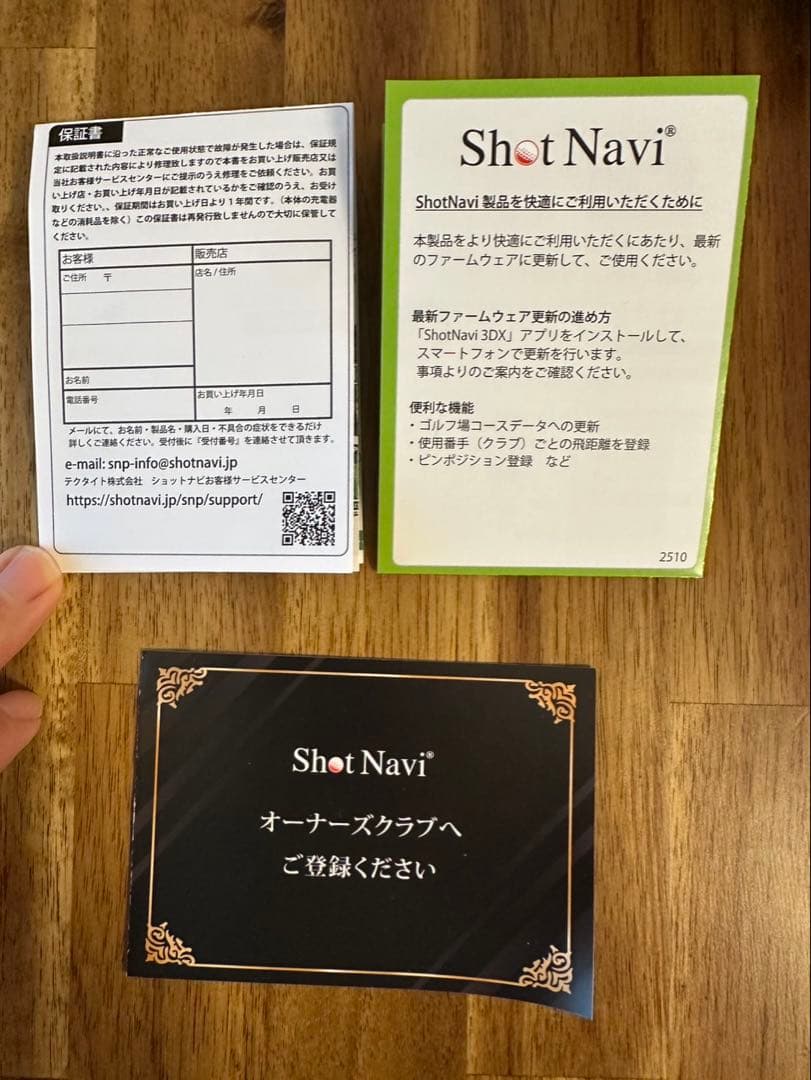 保証書
本取扱説明書に沿った正常なご使用状態で故障が発生した場合は、保証規
定に記載された内容により修理致しますので本書をお買い上げ販売店又は
当社お客様サービスセンターにご提示のうえ修理をご依頼ください。お買
い上げ店・お買い上げ年月日が記載されているかをご確認のうえ、お受け
取りください。、保証期間はお買い上げ日より1年間です。(本体の充電器
などの消耗品を除く)この保証書は再発行致しませんので大切に保管して
ください。
お客様
販売店
ご住所 〒
店名/住所
お名前
電話番号
お買い上げ年月日
年 月 日
メールにて、お名前・製品名・購入日・不具合の症状をできるだけ
詳しくご連絡ください。受付後に『受付番号』を連絡させて頂きます。
e-mail: snp-info@shotnavi.jp
テクタイト株式会社 ショットナビお客様サービスセンター
https://shotnavi.jp/snp/support/
Shot Navi®
ShotNavi 製品を快適にご利用いただくために
本製品をより快適にご利用いただくにあたり、最新
のファームウェアに更新して、ご使用ください。
最新ファームウェア更新の進め方
「ShotNavi 3DX」アプリをインストールして、
スマートフォンで更新を行います。
事項よりのご案内をご確認ください。
便利な機能
・ゴルフ場コースデータへの更新
・使用番手(クラブ)ごとの飛距離を登録
・ピンポジション登録 など
2510
Shot Navi®
オーナーズクラブへ
ご登録ください